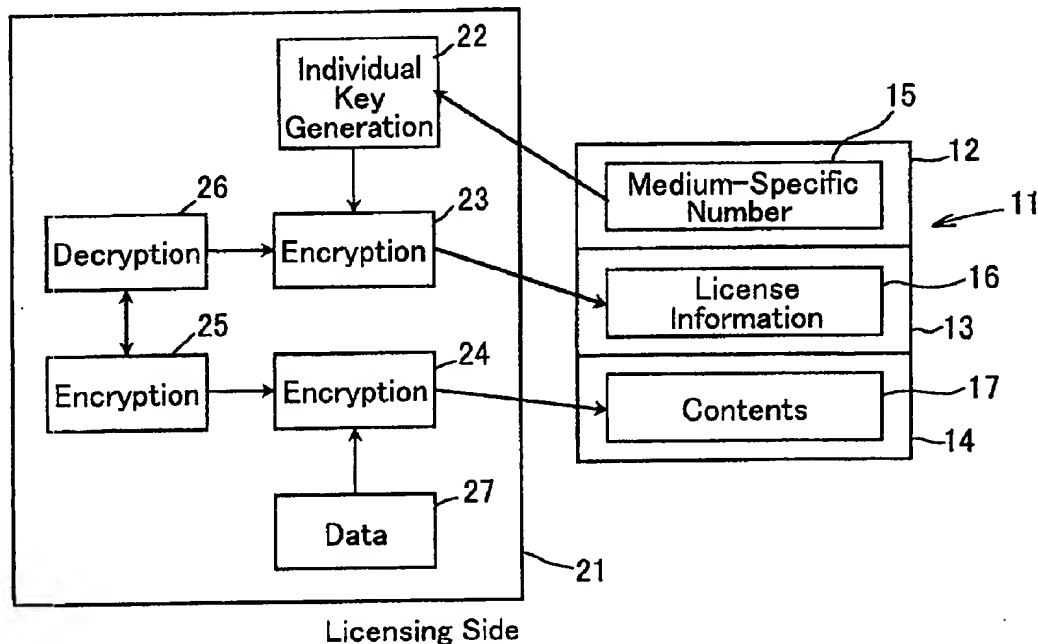 22
Individual
Key
Generation
15
12
Medium-Specific
Number
11
26
23
Decryption
Encryption
16
License
Information
13
25
24
Encryption
Encryption
17
Contents
14
27
Data
21
Licensing Side